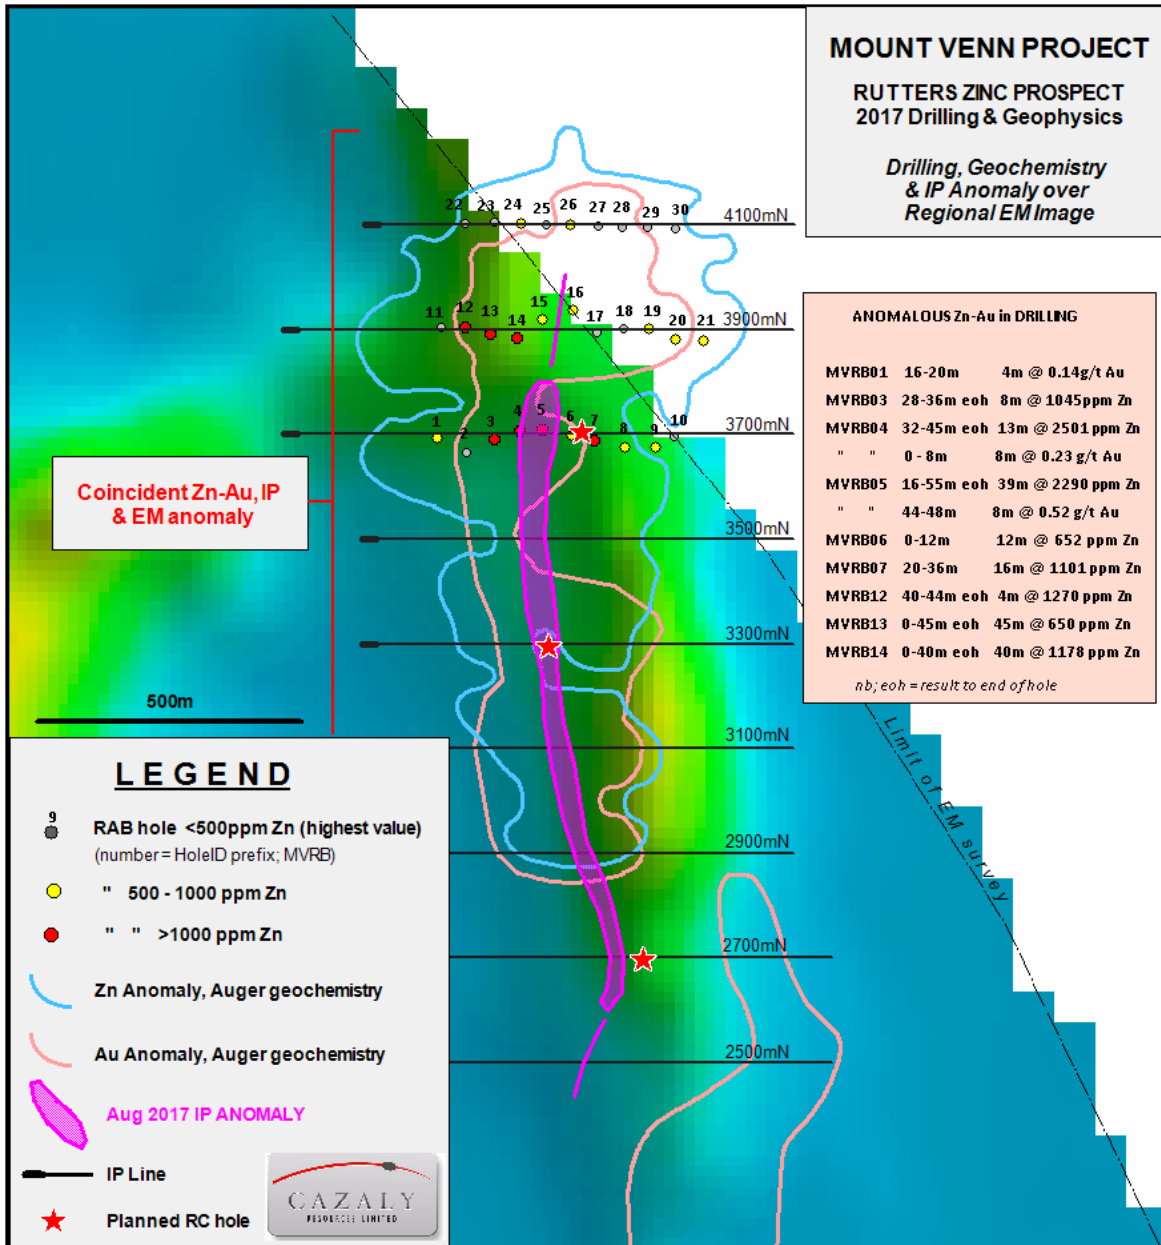 MOUNT VENN PROJECT
RUTTERS ZINC PROSPECT
2017 Drilling & Geophysics
Drilling, Geochemistry
& IP Anomaly over
Regional EM Image
22 23 24 25 26 27 28 29 30
4100mN
11 12 13 14 15 16 17 18 19 20 21
3900mN
1 2 3 4 5 6 7 8 9 10
3700mN
3500mN
3300mN
3100mN
2900mN
2700mN
2500mN
Coincident Zn-Au, IP
& EM anomaly
500m
Limit of EM survey
ANOMALOUS Zn-Au in DRILLING
MVRB01 16-20m 4m @ 0.14g/t Au
MVRB03 28-36m eoh 8m @ 1045ppm Zn
MVRB04 32-45m eoh 13m @ 2501 ppm Zn
" " 0 - 8m 8m @ 0.23 g/t Au
MVRB05 16-55m eoh 39m @ 2290 ppm Zn
" " 44-48m 8m @ 0.52 g/t Au
MVRB06 0-12m 12m @ 652 ppm Zn
MVRB07 20-36m 16m @ 1101 ppm Zn
MVRB12 40-44m eoh 4m @ 1270 ppm Zn
MVRB13 0-45m eoh 45m @ 650 ppm Zn
MVRB14 0-40m eoh 40m @ 1178 ppm Zn
nb; eoh = result to end of hole
LEGEND
9 RAB hole <500ppm Zn (highest value)
(number = HoleID prefix; MVRB)
" 500 - 1000 ppm Zn
" " >1000 ppm Zn
Zn Anomaly, Auger geochemistry
Au Anomaly, Auger geochemistry
Aug 2017 IP ANOMALY
IP Line
Planned RC hole
CAZALY
RESOURCES LIMITED